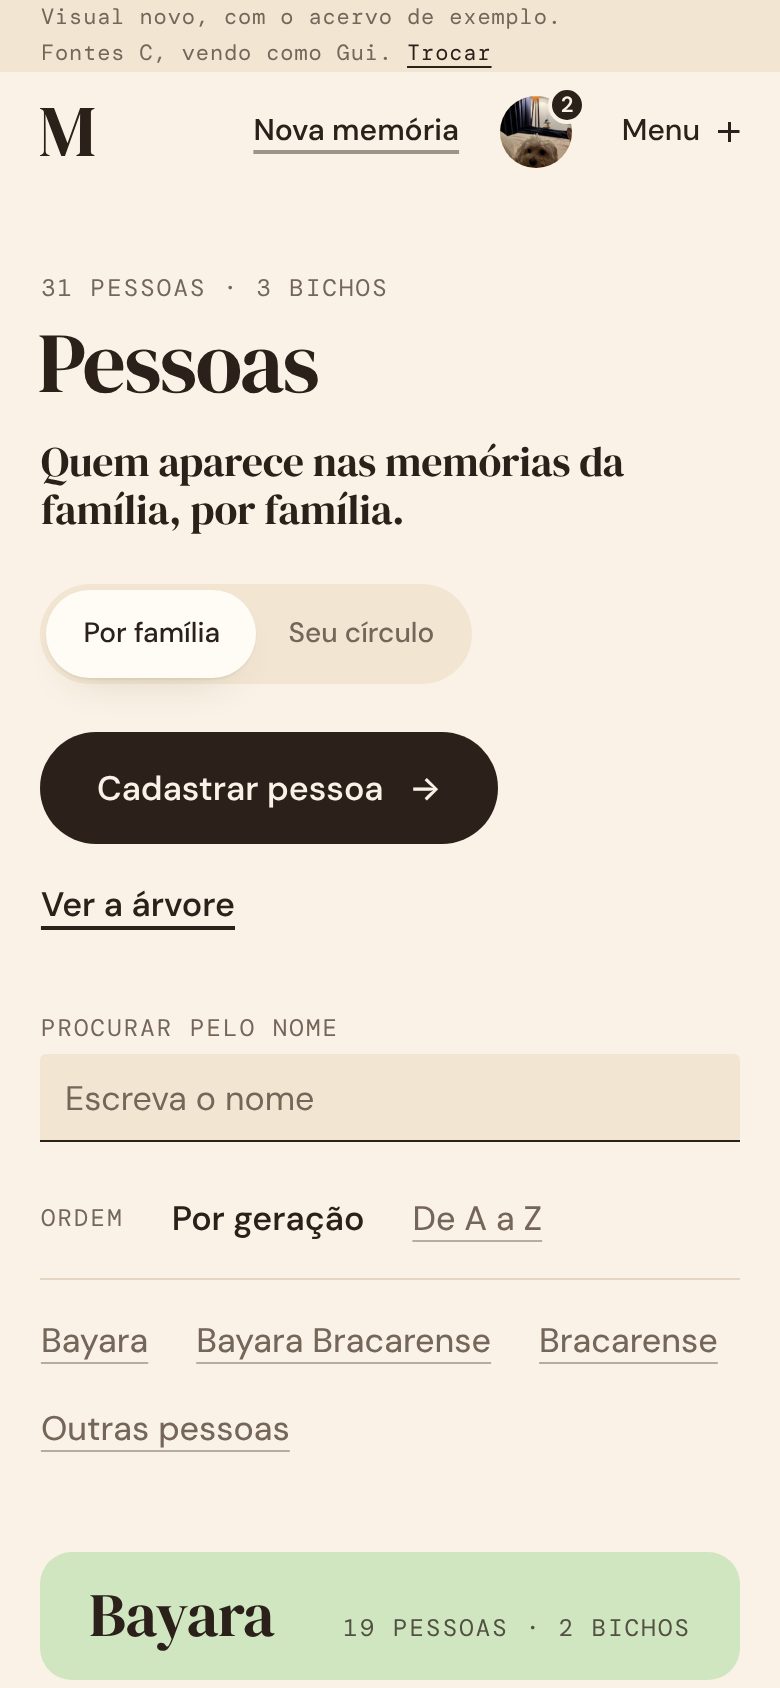 Visual novo, com o acervo de exemplo.
Fontes C, vendo como Gui. Trocar
M
Nova memória
2
Menu +
31 PESSOAS · 3 BICHOS
Pessoas
Quem aparece nas memórias da
família, por família.
Por família
Seu círculo
Cadastrar pessoa →
Ver a árvore
PROCURAR PELO NOME
Escreva o nome
ORDEM Por geração De A a Z
Bayara Bayara Bracarense Bracarense
Outras pessoas
Bayara 19 PESSOAS · 2 BICHOS